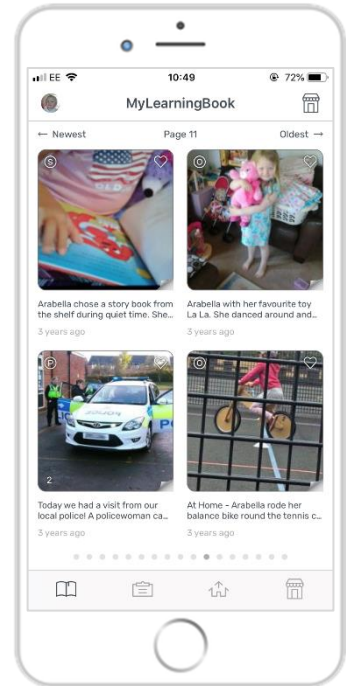 EE
10:49
72%
MyLearningBook
← Newest
Page 11
Oldest →
S
O
OLD
Arabella chose a story book from
the shelf during quiet time. She...
3 years ago
Arabella with her favourite toy
La La. She danced around and...
3 years ago
P
O
POLICE
2
Today we had a visit from our
local police! A policewoman ca...
3 years ago
At Home - Arabella rode her
balance bike round the tennis c...
3 years ago